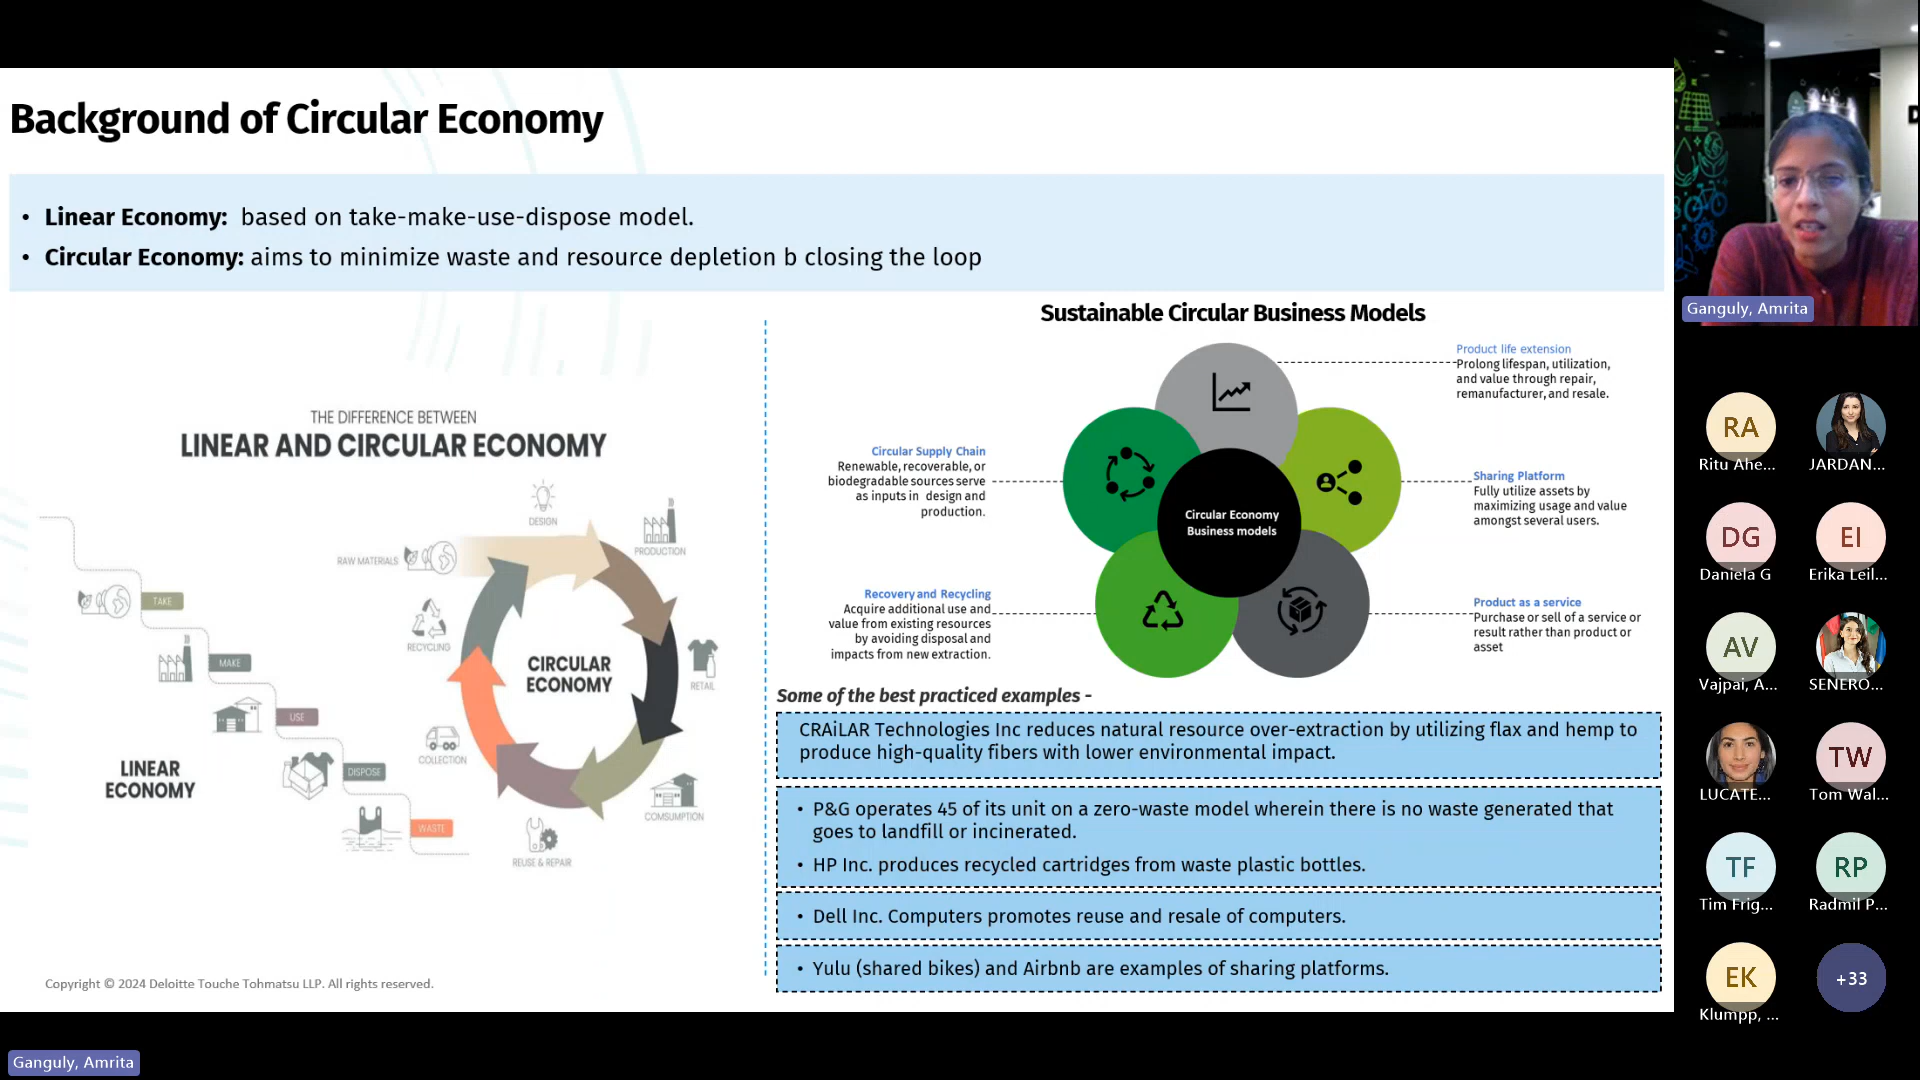 Background of Circular Economy
• Linear Economy: based on take-make-use-dispose model.
• Circular Economy: aims to minimize waste and resource depletion b closing the loop
THE DIFFERENCE BETWEEN
LINEAR AND CIRCULAR ECONOMY
DESIGN
PRODUCTION
RAW MATERIALS
RECYCLING
RETAIL
CIRCULAR
ECONOMY
COLLECTION
COMSUMPTION
REUSE & REPAIR
TAKE
MAKE
USE
DISPOSE
WASTE
LINEAR
ECONOMY
Copyright © 2024 Deloitte Touche Tohmatsu LLP. All rights reserved.
Sustainable Circular Business Models
Product life extension
Prolong lifespan, utilization,
and value through repair,
remanufacturer, and resale.
Circular Supply Chain
Renewable, recoverable, or
biodegradable sources serve
as inputs in design and
production.
Sharing Platform
Fully utilize assets by
maximizing usage and value
amongst several users.
Circular Economy
Business models
Recovery and Recycling
Acquire additional use and
value from existing resources
by avoiding disposal and
impacts from new extraction.
Product as a service
Purchase or sell of a service or
result rather than product or
asset
Some of the best practiced examples -
CRAiLAR Technologies Inc reduces natural resource over-extraction by utilizing flax and hemp to
produce high-quality fibers with lower environmental impact.
• P&G operates 45 of its unit on a zero-waste model wherein there is no waste generated that
goes to landfill or incinerated.
• HP Inc. produces recycled cartridges from waste plastic bottles.
• Dell Inc. Computers promotes reuse and resale of computers.
• Yulu (shared bikes) and Airbnb are examples of sharing platforms.
D
Ganguly, Amrita
RA
Ritu Ahe...
JARDAN...
DG
Daniela G
EI
Erika Leil...
AV
Vajpai, A...
SENERO...
LUCATE...
TW
Tom Wal...
TF
Tim Frig...
RP
Radmil P...
EK
Klumpp, ...
+33
Ganguly, Amrita